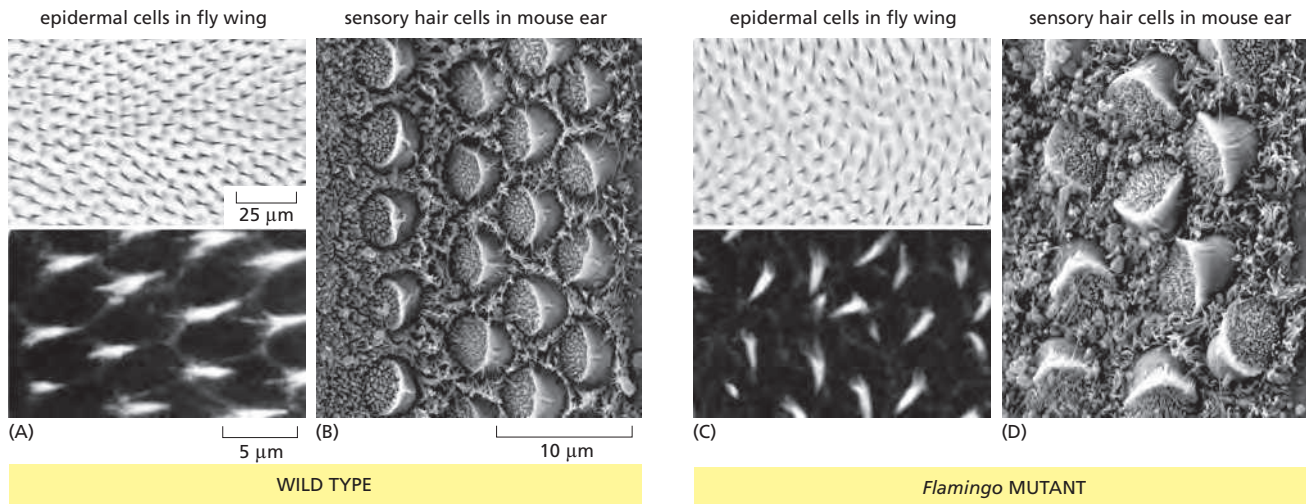 epidermal cells in fly wing
sensory hair cells in mouse ear
epidermal cells in fly wing
sensory hair cells in mouse ear
25 μm
(A)
(B)
(C)
(D)
5 μm
10 μm
WILD TYPE
Flamingo MUTANT